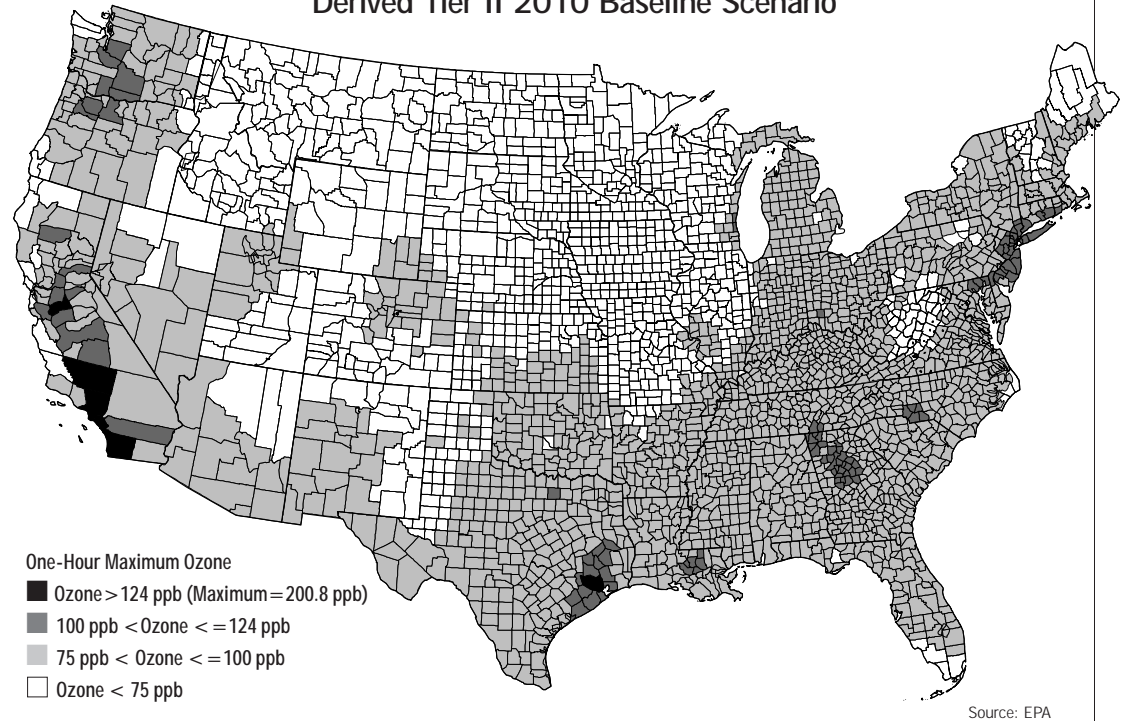 Derived Tier II 2010 Baseline Scenario
One-Hour Maximum Ozone
Ozone>124 ppb (Maximum=200.8 ppb)
100 ppb <Ozone <=124 ppb
75 ppb < Ozone <=100 ppb
Ozone < 75 ppb
Source: EPA